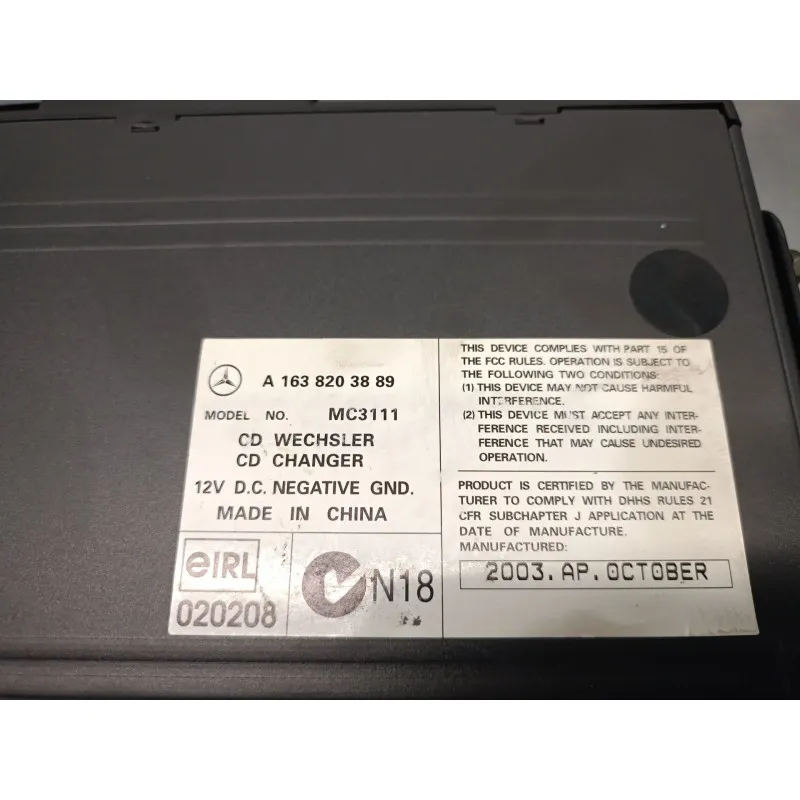 A 163 820 38 89
MODEL NO. MC3111
CD WECHSLER
CD CHANGER
12V D.C. NEGATIVE GND.
MADE IN CHINA
eIRL
020208
N18
THIS DEVICE COMPLIES WITH PART 15 OF
THE FCC RULES. OPERATION IS SUBJECT TO
THE FOLLOWING TWO CONDITIONS:
(1) THIS DEVICE MAY NOT CAUSE HARMFUL
INTERFERENCE.
(2) THIS DEVICE MUST ACCEPT ANY INTER-
FERENCE RECEIVED INCLUDING INTER-
FERENCE THAT MAY CAUSE UNDESIRED
OPERATION.
PRODUCT IS CERTIFIED BY THE MANUFAC-
TURER TO COMPLY WITH DHHS RULES 21
CFR SUBCHAPTER J APPLICATION AT THE
DATE OF MANUFACTURE.
MANUFACTURED:
2003.AP.OCTOBER